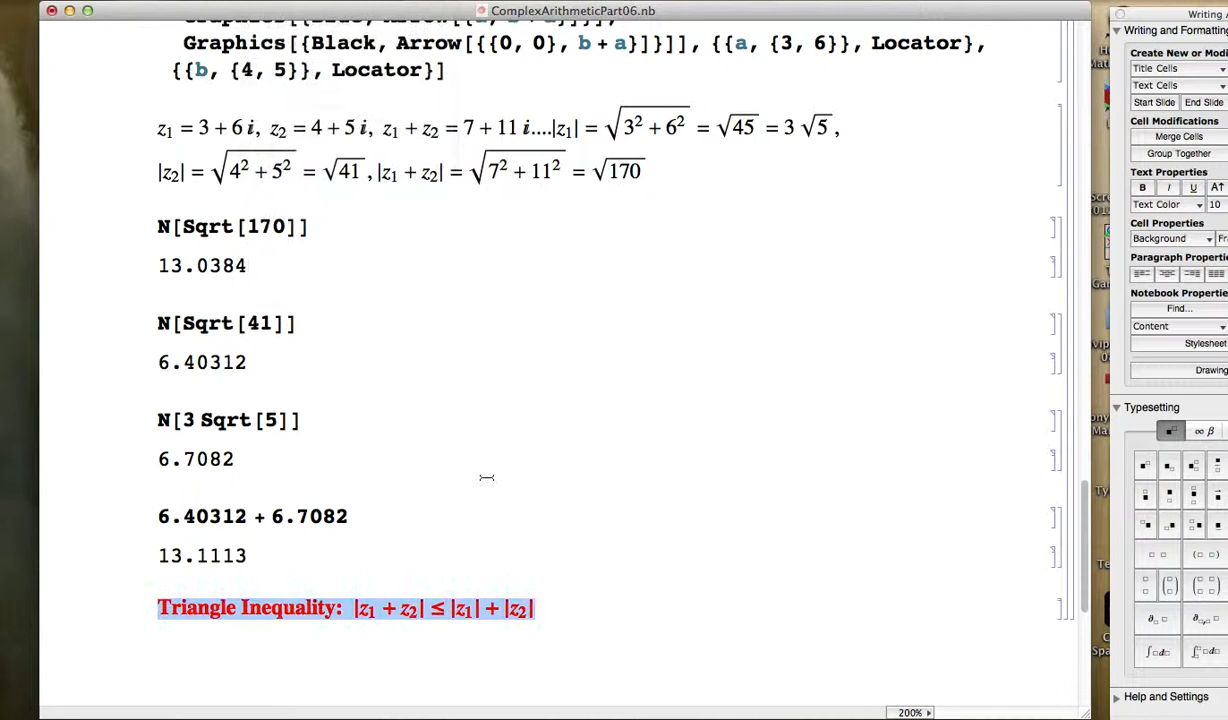 ComplexArithmeticPart06.nb
Graphics[{Black, Arrow[{{0, 0}, b + a}]}]], {{a, {3, 6}}, Locator},
{{b, {4, 5}}, Locator}]
z₁ = 3 + 6 i, z₂ = 4 + 5 i, z₁ + z₂ = 7 + 11 i....|z₁| = √(3² + 6²) = √45 = 3 √5 ,
|z₂| = √(4² + 5²) = √41 , |z₁ + z₂| = √(7² + 11²) = √170
N[Sqrt[170]]
13.0384
N[Sqrt[41]]
6.40312
N[3 Sqrt[5]]
6.7082
6.40312 + 6.7082
13.1113
Triangle Inequality: |z₁ + z₂| ≤ |z₁| + |z₂|
200%
Writing
Writing and Formatting
Create New or Modi
Title Cells
Text Cells
Start Slide End Slide
Cell Modifications
Merge Cells
Group Together
Text Properties
B I U A↑
Text Color 10
Cell Properties
Background Fr
Paragraph Properti
Notebook Properties
Find...
Content
Stylesheet
Drawing
Typesetting
∞ β
Help and Settings